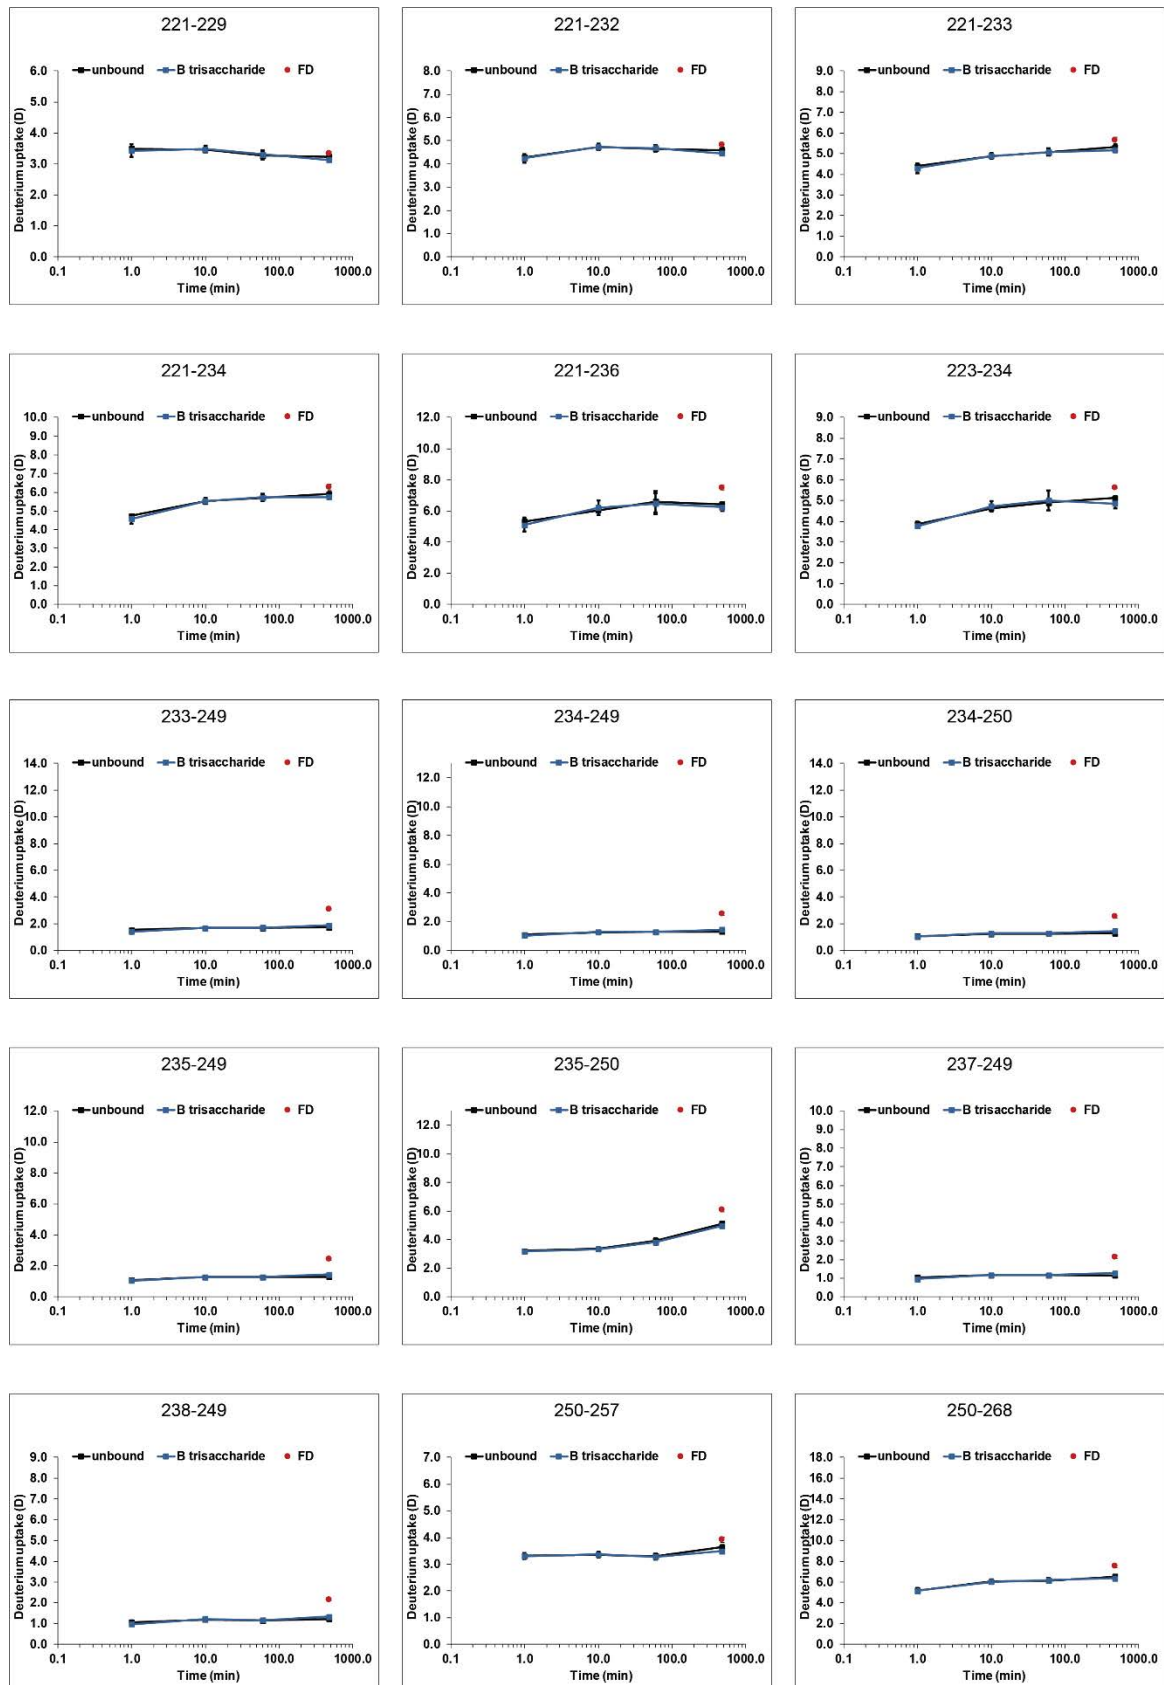 221-229
unbound B trisaccharide FD
Deuterium uptake (D)
6.0
5.0
4.0
3.0
2.0
1.0
0.0
0.1 1.0 10.0 100.0 1000.0
Time (min)
221-232
unbound B trisaccharide FD
Deuterium uptake (D)
8.0
7.0
6.0
5.0
4.0
3.0
2.0
1.0
0.0
0.1 1.0 10.0 100.0 1000.0
Time (min)
221-233
unbound B trisaccharide FD
Deuterium uptake (D)
9.0
8.0
7.0
6.0
5.0
4.0
3.0
2.0
1.0
0.0
0.1 1.0 10.0 100.0 1000.0
Time (min)
221-234
unbound B trisaccharide FD
Deuterium uptake (D)
10.0
9.0
8.0
7.0
6.0
5.0
4.0
3.0
2.0
1.0
0.0
0.1 1.0 10.0 100.0 1000.0
Time (min)
221-236
unbound B trisaccharide FD
Deuterium uptake (D)
12.0
10.0
8.0
6.0
4.0
2.0
0.0
0.1 1.0 10.0 100.0 1000.0
Time (min)
223-234
unbound B trisaccharide FD
Deuterium uptake (D)
9.0
8.0
7.0
6.0
5.0
4.0
3.0
2.0
1.0
0.0
0.1 1.0 10.0 100.0 1000.0
Time (min)
233-249
unbound B trisaccharide FD
Deuterium uptake (D)
14.0
12.0
10.0
8.0
6.0
4.0
2.0
0.0
0.1 1.0 10.0 100.0 1000.0
Time (min)
234-249
unbound B trisaccharide FD
Deuterium uptake (D)
12.0
10.0
8.0
6.0
4.0
2.0
0.0
0.1 1.0 10.0 100.0 1000.0
Time (min)
234-250
unbound B trisaccharide FD
Deuterium uptake (D)
14.0
12.0
10.0
8.0
6.0
4.0
2.0
0.0
0.1 1.0 10.0 100.0 1000.0
Time (min)
235-249
unbound B trisaccharide FD
Deuterium uptake (D)
12.0
10.0
8.0
6.0
4.0
2.0
0.0
0.1 1.0 10.0 100.0 1000.0
Time (min)
235-250
unbound B trisaccharide FD
Deuterium uptake (D)
12.0
10.0
8.0
6.0
4.0
2.0
0.0
0.1 1.0 10.0 100.0 1000.0
Time (min)
237-249
unbound B trisaccharide FD
Deuterium uptake (D)
10.0
9.0
8.0
7.0
6.0
5.0
4.0
3.0
2.0
1.0
0.0
0.1 1.0 10.0 100.0 1000.0
Time (min)
238-249
unbound B trisaccharide FD
Deuterium uptake (D)
9.0
8.0
7.0
6.0
5.0
4.0
3.0
2.0
1.0
0.0
0.1 1.0 10.0 100.0 1000.0
Time (min)
250-257
unbound B trisaccharide FD
Deuterium uptake (D)
7.0
6.0
5.0
4.0
3.0
2.0
1.0
0.0
0.1 1.0 10.0 100.0 1000.0
Time (min)
250-268
unbound B trisaccharide FD
Deuterium uptake (D)
18.0
16.0
14.0
12.0
10.0
8.0
6.0
4.0
2.0
0.0
0.1 1.0 10.0 100.0 1000.0
Time (min)